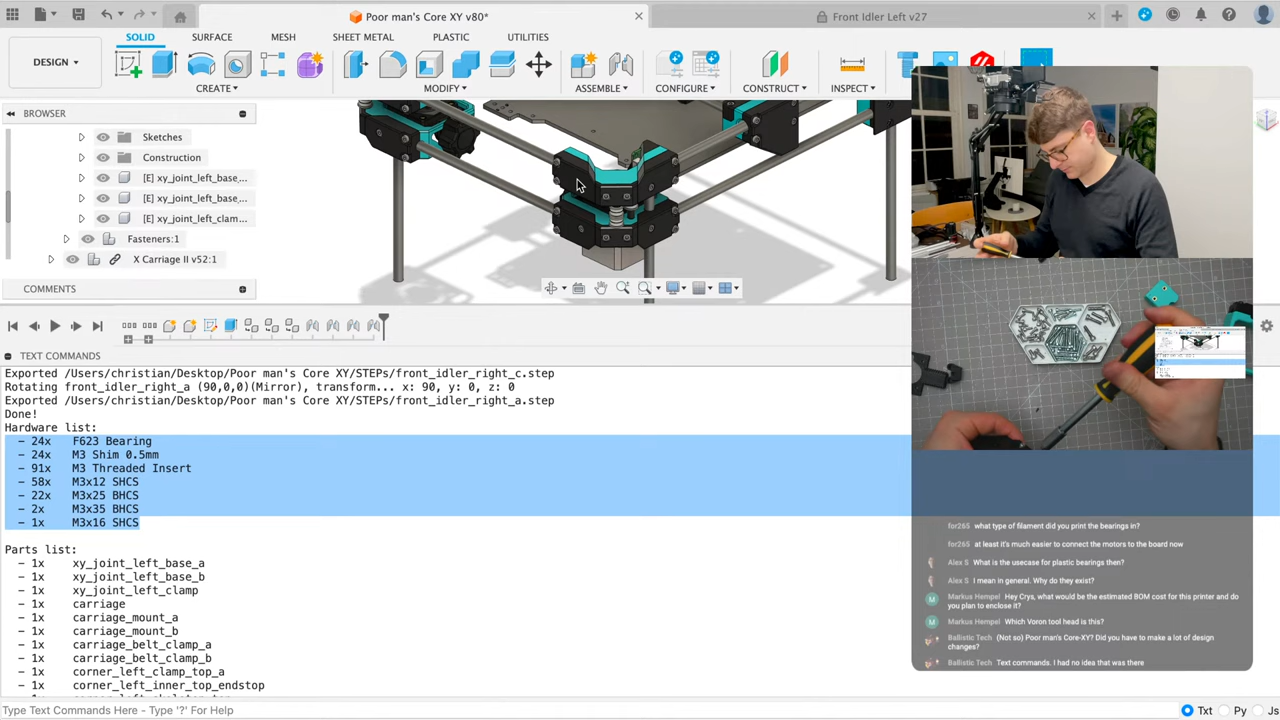 Poor man's Core XY v80*
Front Idler Left v27
SOLID
SURFACE
MESH
SHEET METAL
PLASTIC
UTILITIES
DESIGN
CREATE
MODIFY
ASSEMBLE
CONFIGURE
CONSTRUCT
INSPECT
BROWSER
Sketches
Construction
[E] xy_joint_left_base_...
[E] xy_joint_left_base_...
[E] xy_joint_left_clam...
Fasteners:1
X Carriage II v52:1
COMMENTS
TEXT COMMANDS
Exported /Users/christian/Desktop/Poor man's Core XY/STEPs/front_idler_right_c.step
Rotating front_idler_right_a (90,0,0)(Mirror), transform... x: 90, y: 0, z: 0
Exported /Users/christian/Desktop/Poor man's Core XY/STEPs/front_idler_right_a.step
Done!
Hardware list:
- 24x F623 Bearing
- 24x M3 Shim 0.5mm
- 91x M3 Threaded Insert
- 58x M3x12 SHCS
- 22x M3x25 BHCS
- 2x M3x35 BHCS
- 1x M3x16 SHCS
Parts list:
- 1x xy_joint_left_base_a
- 1x xy_joint_left_base_b
- 1x xy_joint_left_clamp
- 1x carriage
- 1x carriage_mount_a
- 1x carriage_mount_b
- 1x carriage_belt_clamp_a
- 1x carriage_belt_clamp_b
- 1x corner_left_clamp_top_a
- 1x corner_left_inner_top_endstop
for265 what type of filament did you print the bearings in?
for265 at least it's much easier to connect the motors to the board now
Alex S What is the usecase for plastic bearings then?
Alex S I mean in general. Why do they exist?
M Markus Hempel Hey Crys, what would be the estimated BOM cost for this printer and do
you plan to enclose it?
M Markus Hempel Which Voron tool head is this?
Ballistic Tech (Not so) Poor man's Core-XY? Did you have to make a lot of design
changes?
Ballistic Tech Text commands. I had no idea that was there
Type Text Commands Here - Type '?' For Help
Txt
Py
Js